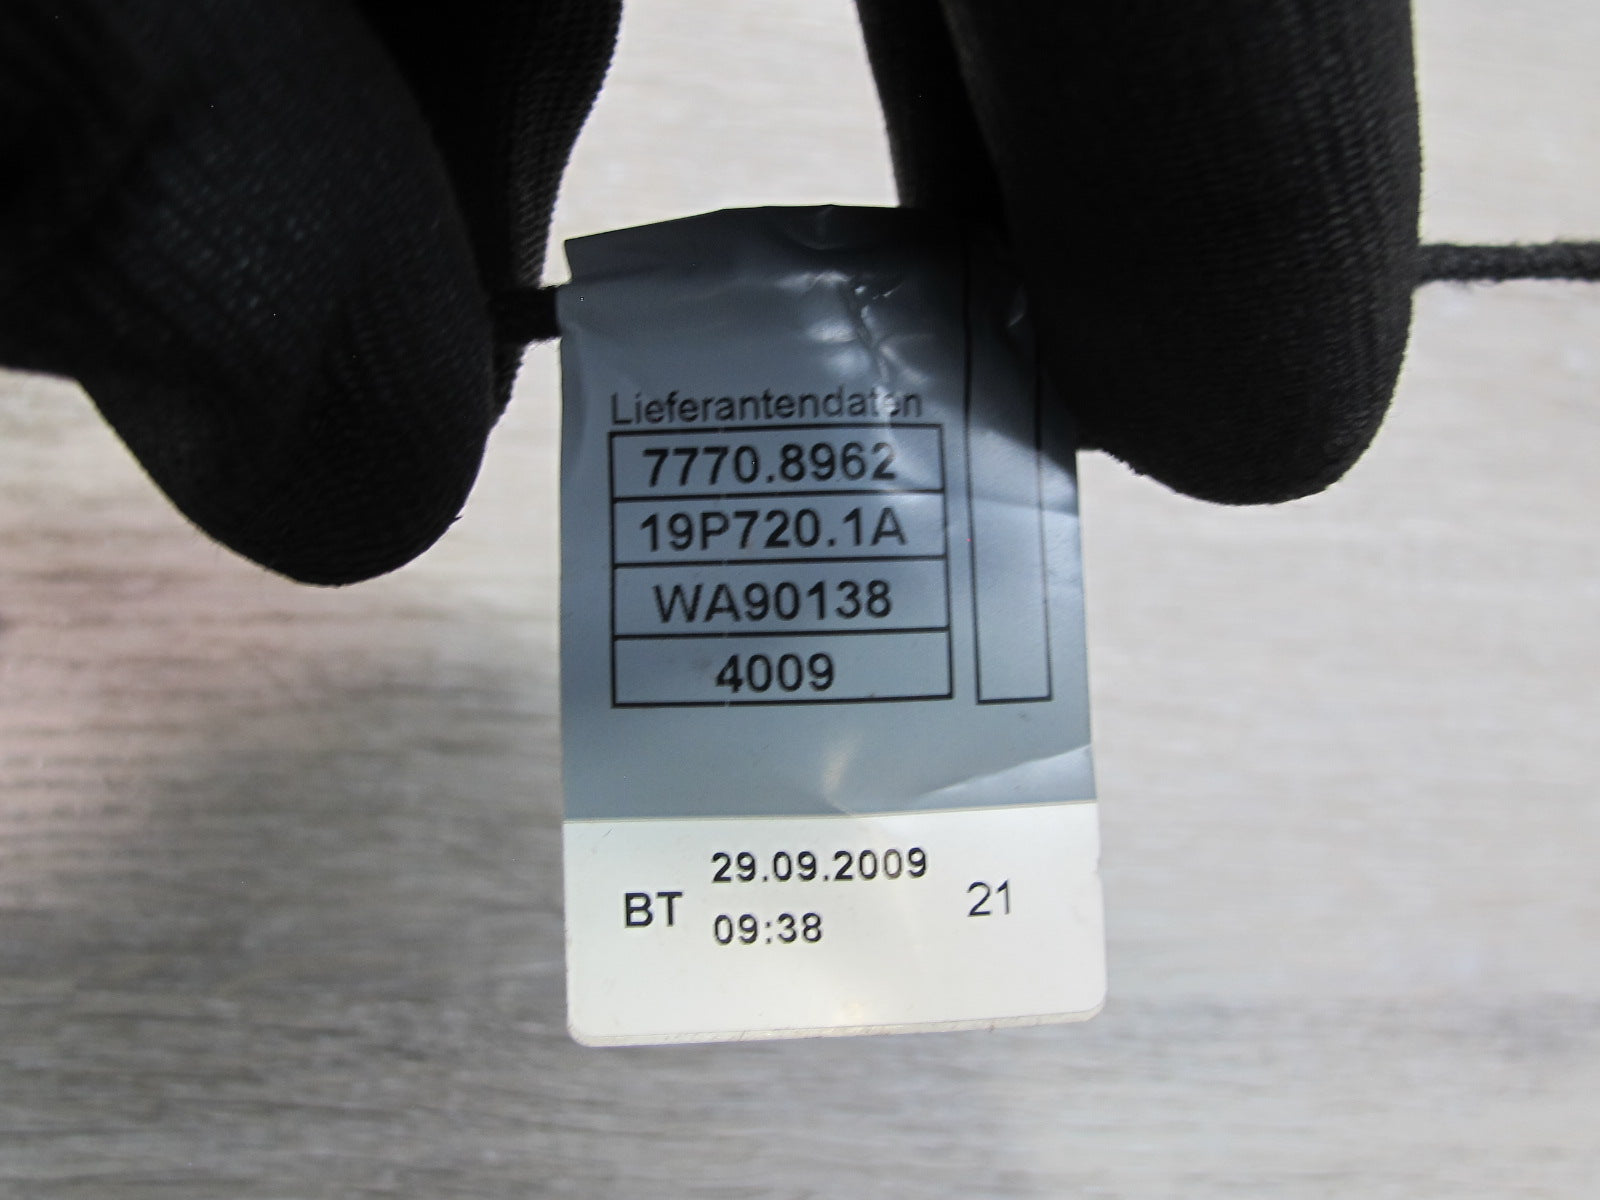 Lieferantendaten
7770.8962
19P720.1A
WA90138
4009
BT 29.09.2009 21
09:38